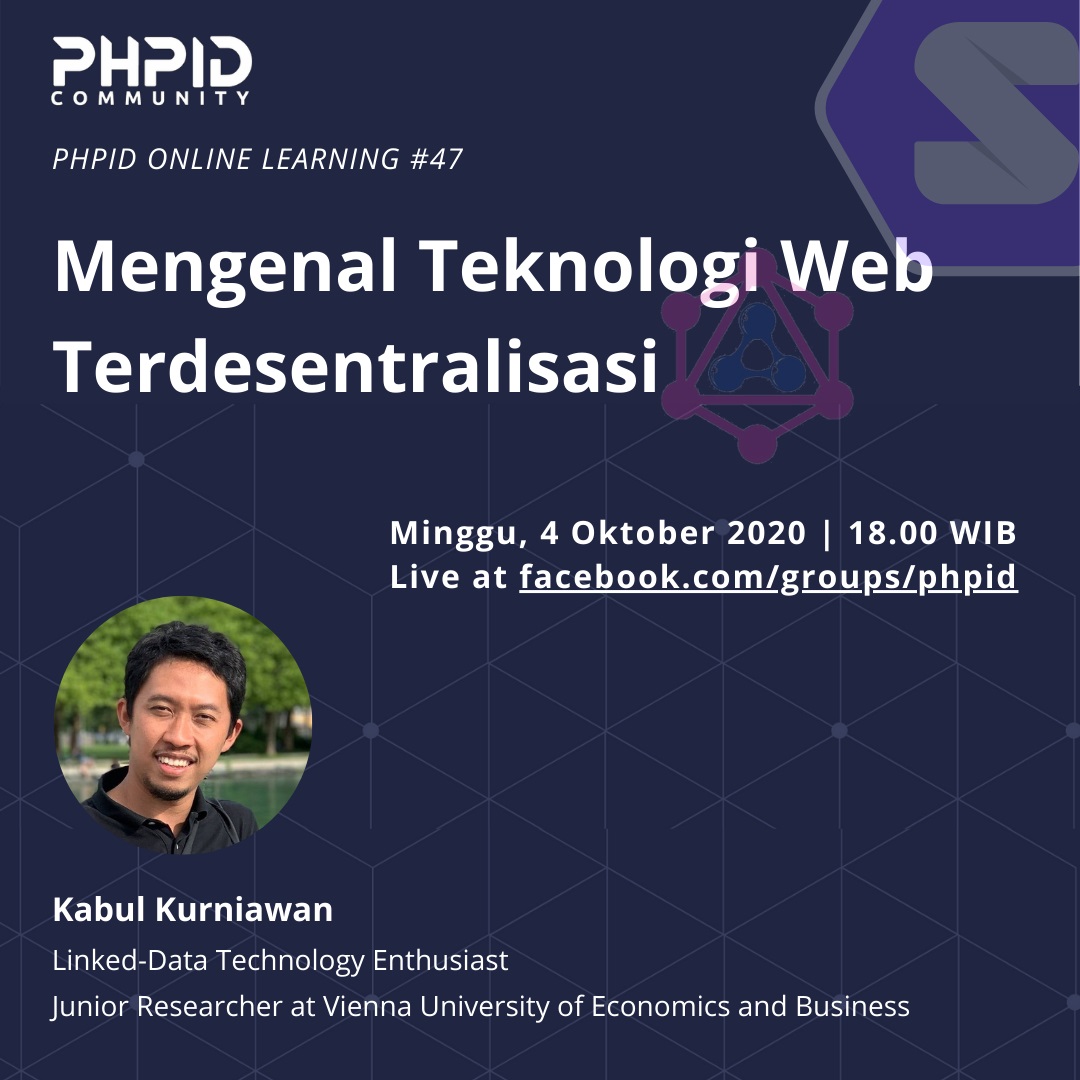 PHPID
COMMUNITY
PHPID ONLINE LEARNING #47
Mengenal Teknologi Web
Terdesentralisasi
Minggu, 4 Oktober 2020 | 18.00 WIB
Live at facebook.com/groups/phpid
Kabul Kurniawan
Linked-Data Technology Enthusiast
Junior Researcher at Vienna University of Economics and Business